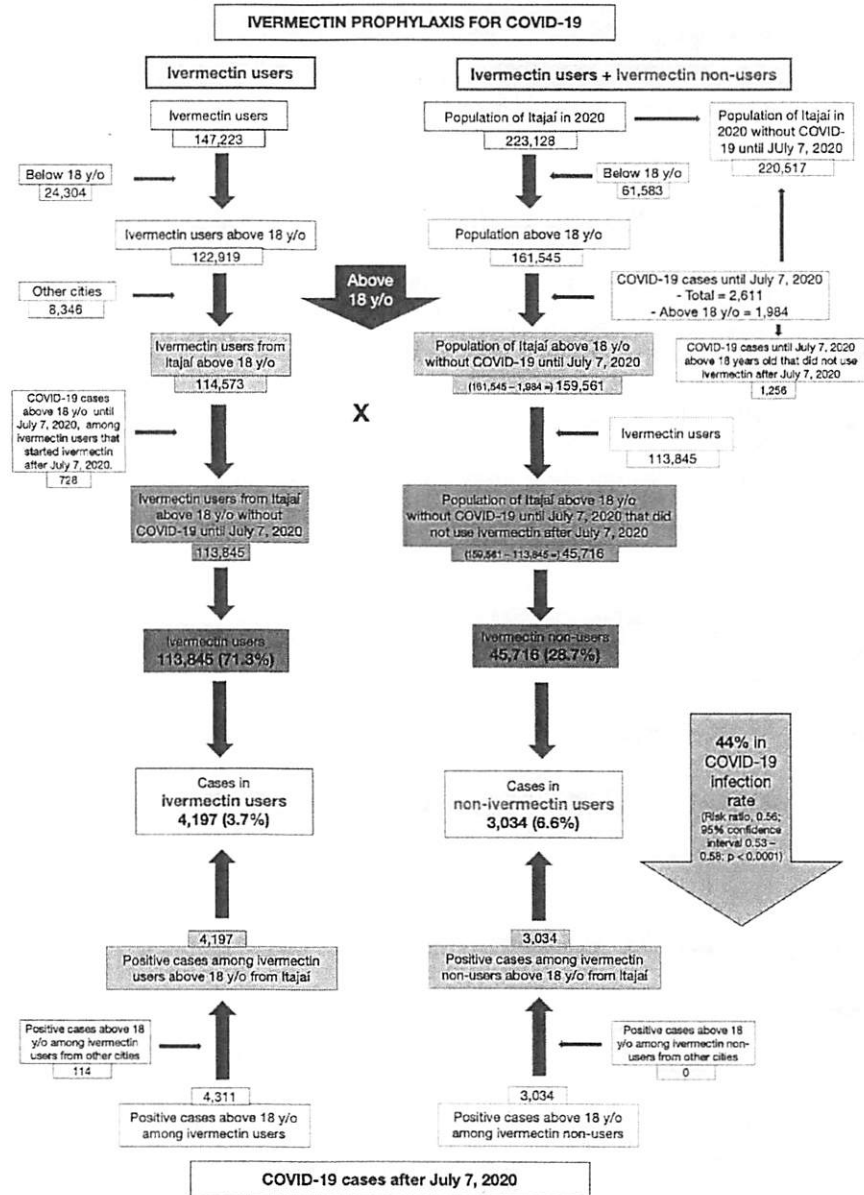 IVERMECTIN PROPHYLAXIS FOR COVID-19
Ivermectin users
Ivermectin users
147,223
Below 18 y/o
24,304
Ivermectin users above 18 y/o
122,919
Other cities
8,346
Ivermectin users from
Itajaí above 18 y/o
114,573
COVID-19 cases
above 18 y/o until
July 7, 2020, among
ivermectin users that
started ivermectin
after July 7, 2020.
728
Ivermectin users from Itajaí
above 18 y/o without
COVID-19 until July 7, 2020
113,845
Ivermectin users
113,845 (71.3%)
Cases in
ivermectin users
4,197 (3.7%)
4,197
Positive cases among ivermectin
users above 18 y/o from Itajaí
Positive cases above 18
y/o among ivermectin
users from other cities
114
4,311
Positive cases above 18 y/o
among ivermectin users
Above
18 y/o
X
Ivermectin users + Ivermectin non-users
Population of Itajaí in 2020
223,128
Population of Itajaí in
2020 without COVID-
19 until JUly 7, 2020
220,517
Below 18 y/o
61,583
Population above 18 y/o
161,545
COVID-19 cases until July 7, 2020
- Total = 2,611
- Above 18 y/o = 1,984
Population of Itajaí above 18 y/o
without COVID-19 until July 7, 2020
(161,545 – 1,984 =) 159,561
COVID-19 cases until July 7, 2020
above 18 years old that did not use
ivermectin after July 7, 2020
1,256
Ivermectin users
113,845
Population of Itajaí above 18 y/o
without COVID-19 until July 7, 2020 that did
not use ivermectin after July 7, 2020
(159,561 – 113,845 =) 45,716
Ivermectin non-users
45,716 (28.7%)
Cases in
non-ivermectin users
3,034 (6.6%)
44% in
COVID-19
infection
rate
(Risk ratio, 0.56;
95% confidence
interval 0.53 –
0.58; p < 0.0001)
3,034
Positive cases among ivermectin
non-users above 18 y/o from Itajaí
Positive cases above 18
y/o among ivermectin non-
users from other cities
0
3,034
Positive cases above 18 y/o
among ivermectin non-users
COVID-19 cases after July 7, 2020